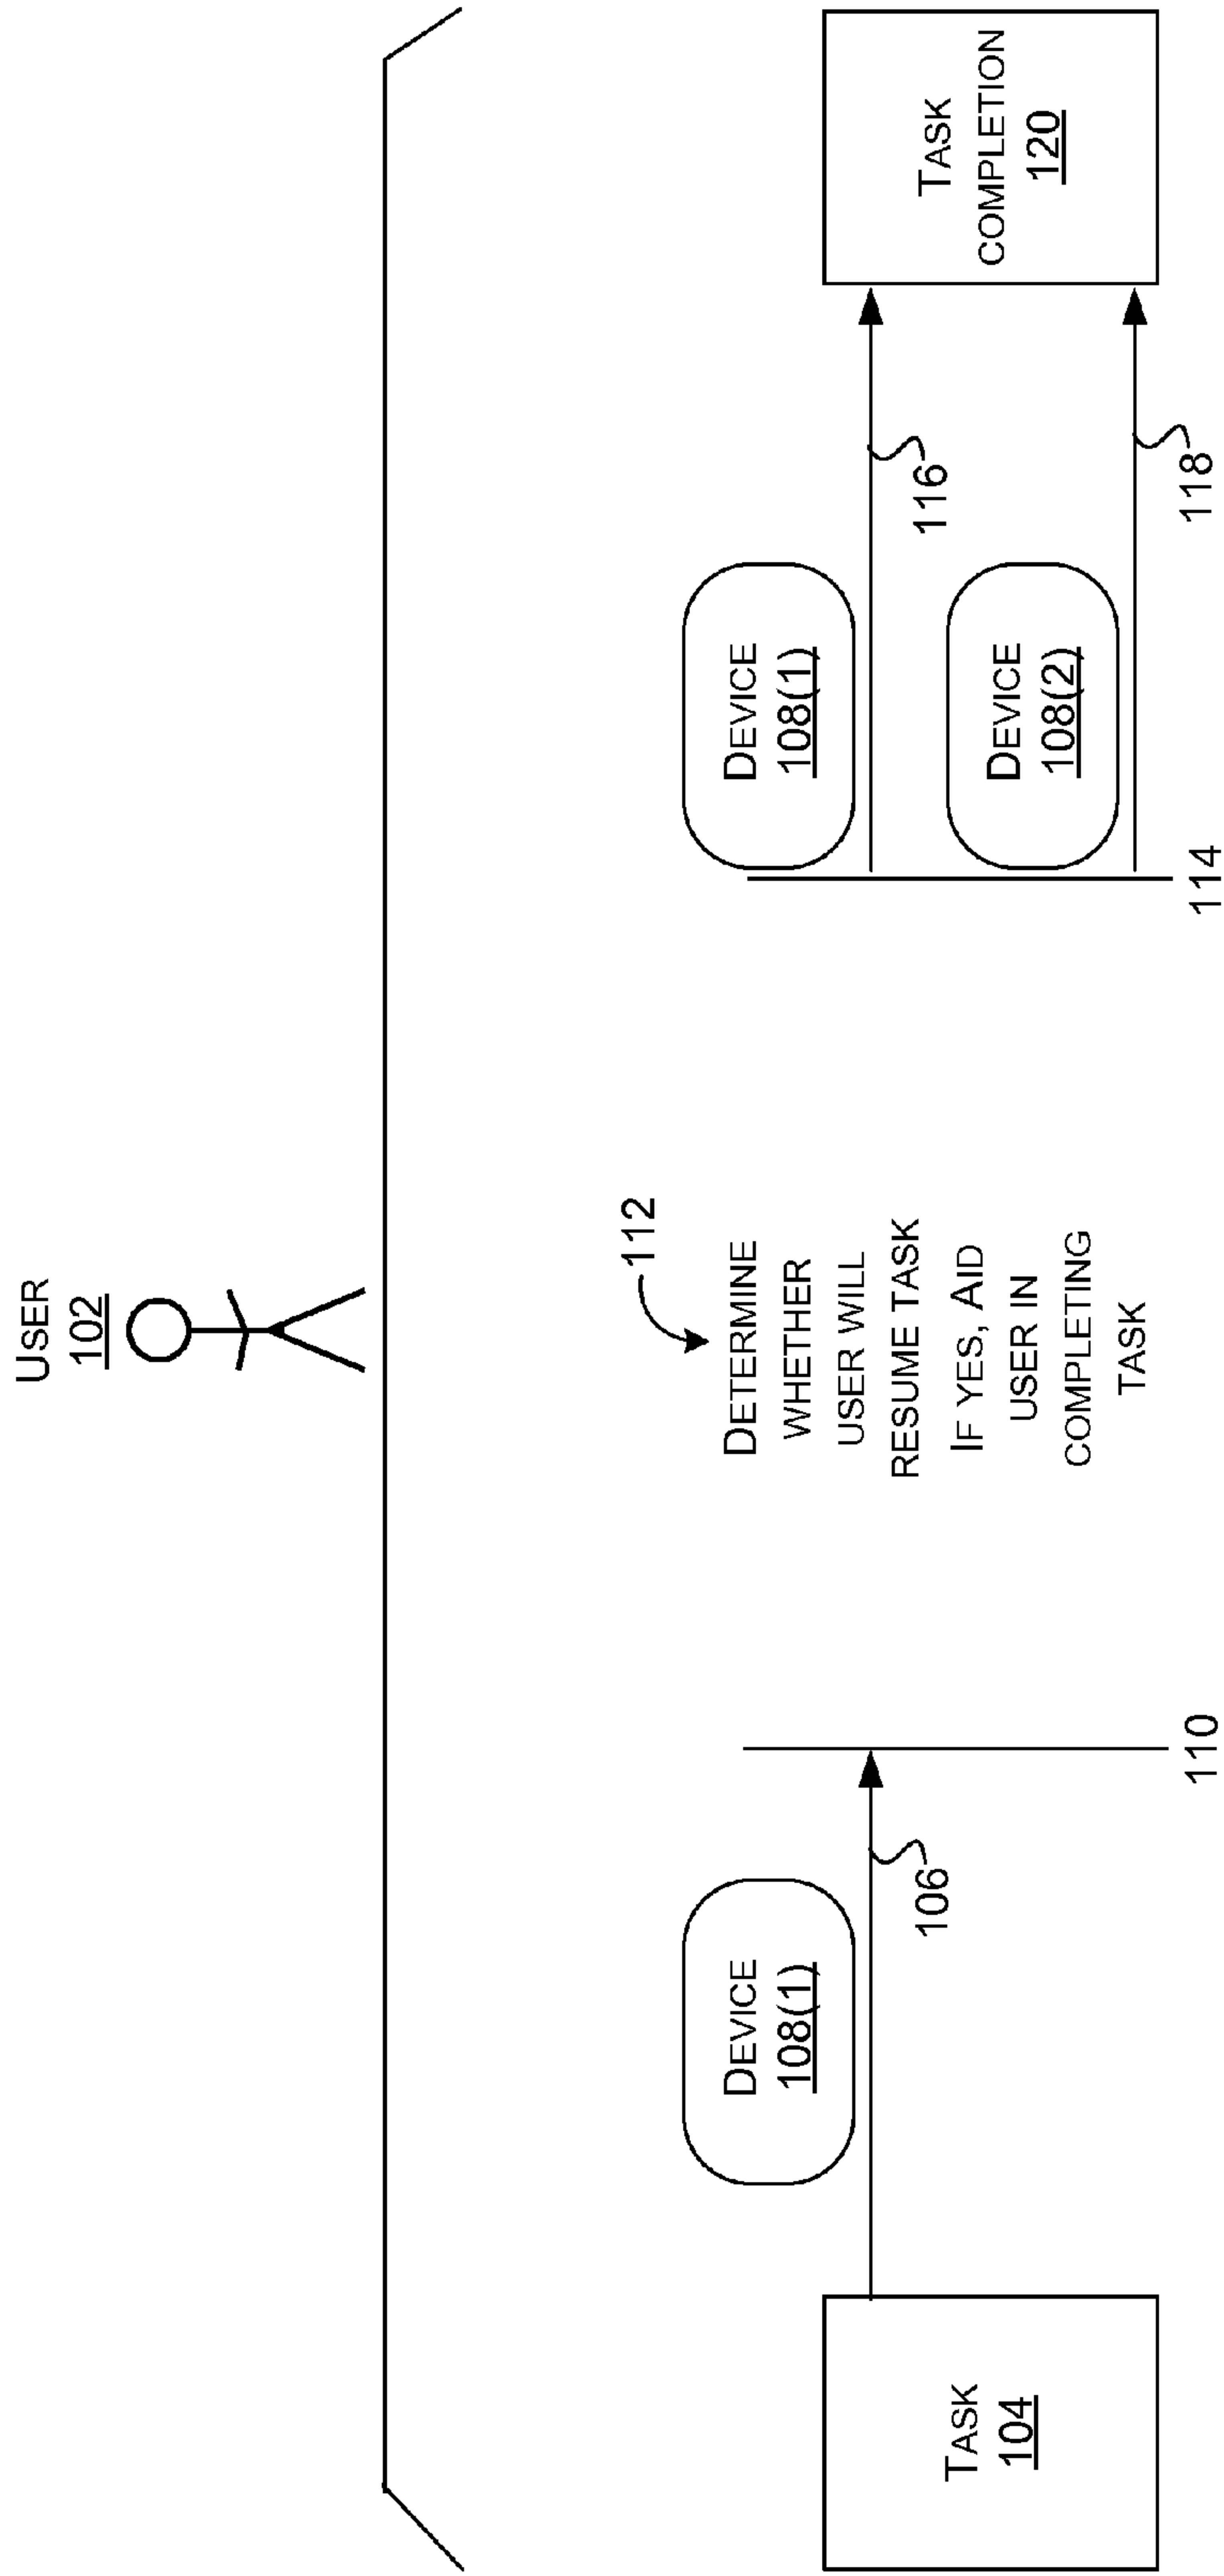 USER
102
112
DEVICE
108(1)
DETERMINE
WHETHER
USER WILL
RESUME TASK
IF YES, AID
USER IN
COMPLETING
TASK
DEVICE
108(1)
TASK
104
106
110
DEVICE
108(2)
116
118
114
TASK
COMPLETION
120